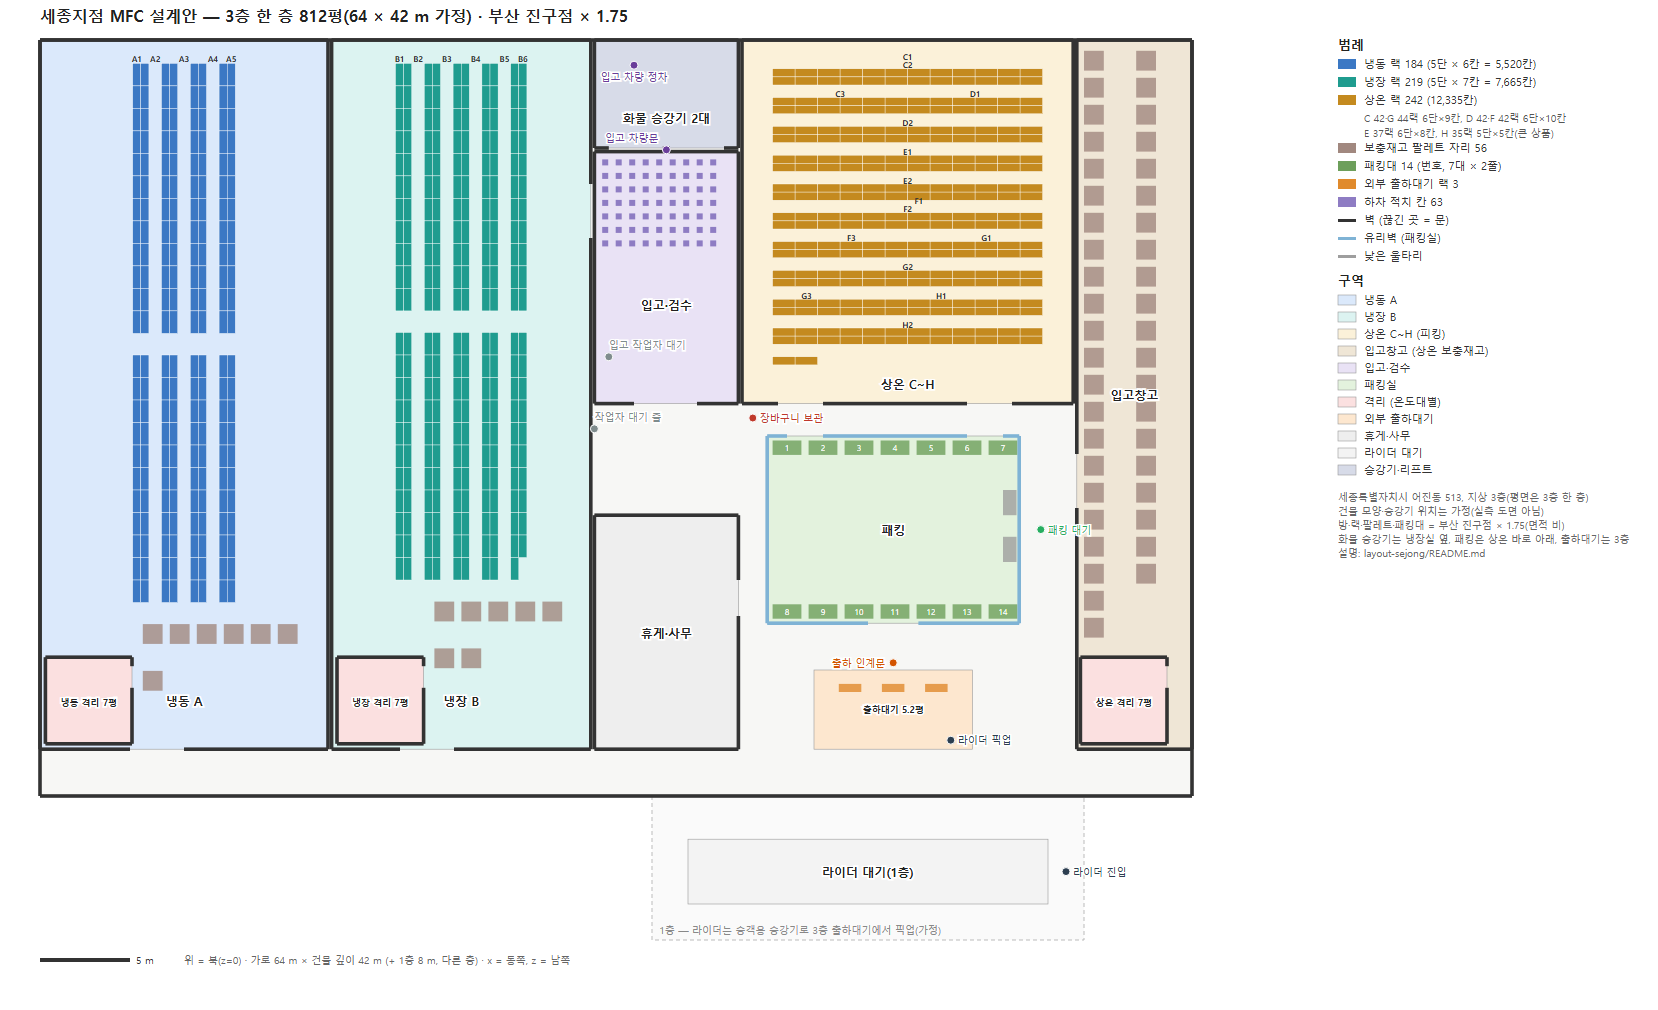 세종지점 MFC 설계안 — 3층 한 층 812평(64 × 42 m 가정) · 부산 진구점 × 1.75
A1 A2 A3 A4 A5
B1 B2 B3 B4 B5 B6
입고 차량 정차
화물 승강기 2대
입고 차량문
입고·검수
입고 작업자 대기
작업자 대기 줄
C1
C2
C3 D1
D2
E1
E2
F1
F2
F3 G1
G2
G3 H1
H2
상온 C~H
입고창고
장바구니 보관
1 2 3 4 5 6 7
패킹
패킹 대기
8 9 10 11 12 13 14
휴게·사무
출하 인계문
출하대기 5.2평
라이더 픽업
냉동 격리 7평
냉동 A
냉장 격리 7평
냉장 B
상온 격리 7평
라이더 대기(1층)
라이더 진입
1층 — 라이더는 승객용 승강기로 3층 출하대기에서 픽업(가정)
5 m
위 = 북(z=0) · 가로 64 m × 건물 깊이 42 m (+ 1층 8 m, 다른 층) · x = 동쪽, z = 남쪽
범례
냉동 랙 184 (5단 × 6칸 = 5,520칸)
냉장 랙 219 (5단 × 7칸 = 7,665칸)
상온 랙 242 (12,335칸)
C 42·G 44랙 6단×9칸, D 42·F 42랙 6단×10칸
E 37랙 6단×8칸, H 35랙 5단×5칸(큰 상품)
보충재고 팔레트 자리 56
패킹대 14 (번호, 7대 × 2줄)
외부 출하대기 랙 3
하차 적치 칸 63
벽 (끊긴 곳 = 문)
유리벽 (패킹실)
낮은 울타리
구역
냉동 A
냉장 B
상온 C~H (피킹)
입고창고 (상온 보충재고)
입고·검수
패킹실
격리 (온도대별)
외부 출하대기
휴게·사무
라이더 대기
승강기·리프트
세종특별자치시 어진동 513, 지상 3층(평면은 3층 한 층)
건물 모양·승강기 위치는 가정(실측 도면 아님)
방·랙·팔레트·패킹대 = 부산 진구점 × 1.75(면적 비)
화물 승강기는 냉장실 옆, 패킹은 상온 바로 아래, 출하대기는 3층
설명: layout-sejong/README.md